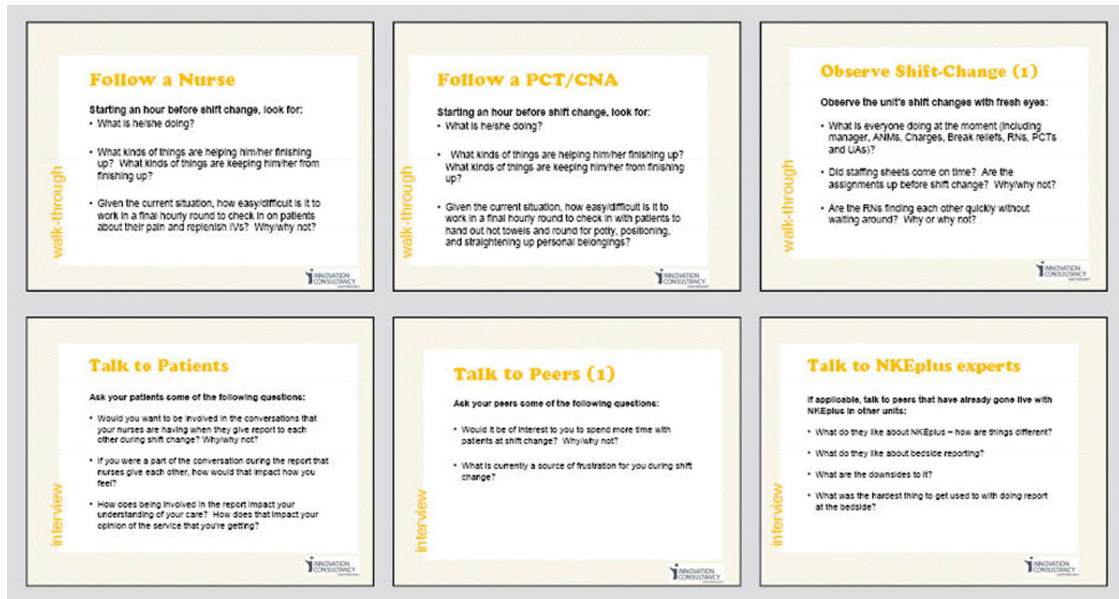 Follow a Nurse
Starting an hour before shift change, look for:
• What is he/she doing?
• What kinds of things are helping him/her finishing
up? What kinds of things are keeping him/her from
finishing up?
• Given the current situation, how easy/difficult is it to
work in a final hourly round to check in on patients
about their pain and replenish IVs? Why/why not?
walk-through
INNOVATION
CONSULTANCY
Follow a PCT/CNA
Starting an hour before shift change, look for:
• What is he/she doing?
• What kinds of things are helping him/her finishing up?
What kinds of things are keeping him/her from finishing
up?
• Given the current situation, how easy/difficult is it to
work in a final hourly round to check in with patients to
hand out hot towels and round for potty, positioning,
and straightening up personal belongings?
walk-through
INNOVATION
CONSULTANCY
Observe Shift-Change (1)
Observe the unit's shift changes with fresh eyes:
• What is everyone doing at the moment (including
manager, ANMs, Charges, Break reliefs, RNs, PCTs
and UAs)?
• Did staffing sheets come on time? Are the
assignments up before shift change? Why/why not?
• Are the RNs finding each other quickly without
waiting around? Why or why not?
walk-through
INNOVATION
CONSULTANCY
Talk to Patients
Ask your patients some of the following questions:
• Would you want to be involved in the conversations that
your nurses are having when they give report to each
other during shift change? Why/why not?
• If you were a part of the conversation during the report that
nurses give each other, how would that impact how you
feel?
• How does being involved in the report impact your
understanding of your care? How does that impact your
opinion of the service that you're getting?
interview
INNOVATION
CONSULTANCY
Talk to Peers (1)
Ask your peers some of the following questions:
• Would it be of interest to you to spend more time with
patients at shift change? Why/why not?
• What is currently a source of frustration for you during shift
change?
interview
INNOVATION
CONSULTANCY
Talk to NKEplus experts
If applicable, talk to peers that have already gone live with
NKEplus in other units:
• What do they like about NKEplus – how are things different?
• What do they like about bedside reporting?
• What are the downsides to it?
• What was the hardest thing to get used to with doing report
at the bedside?
interview
INNOVATION
CONSULTANCY